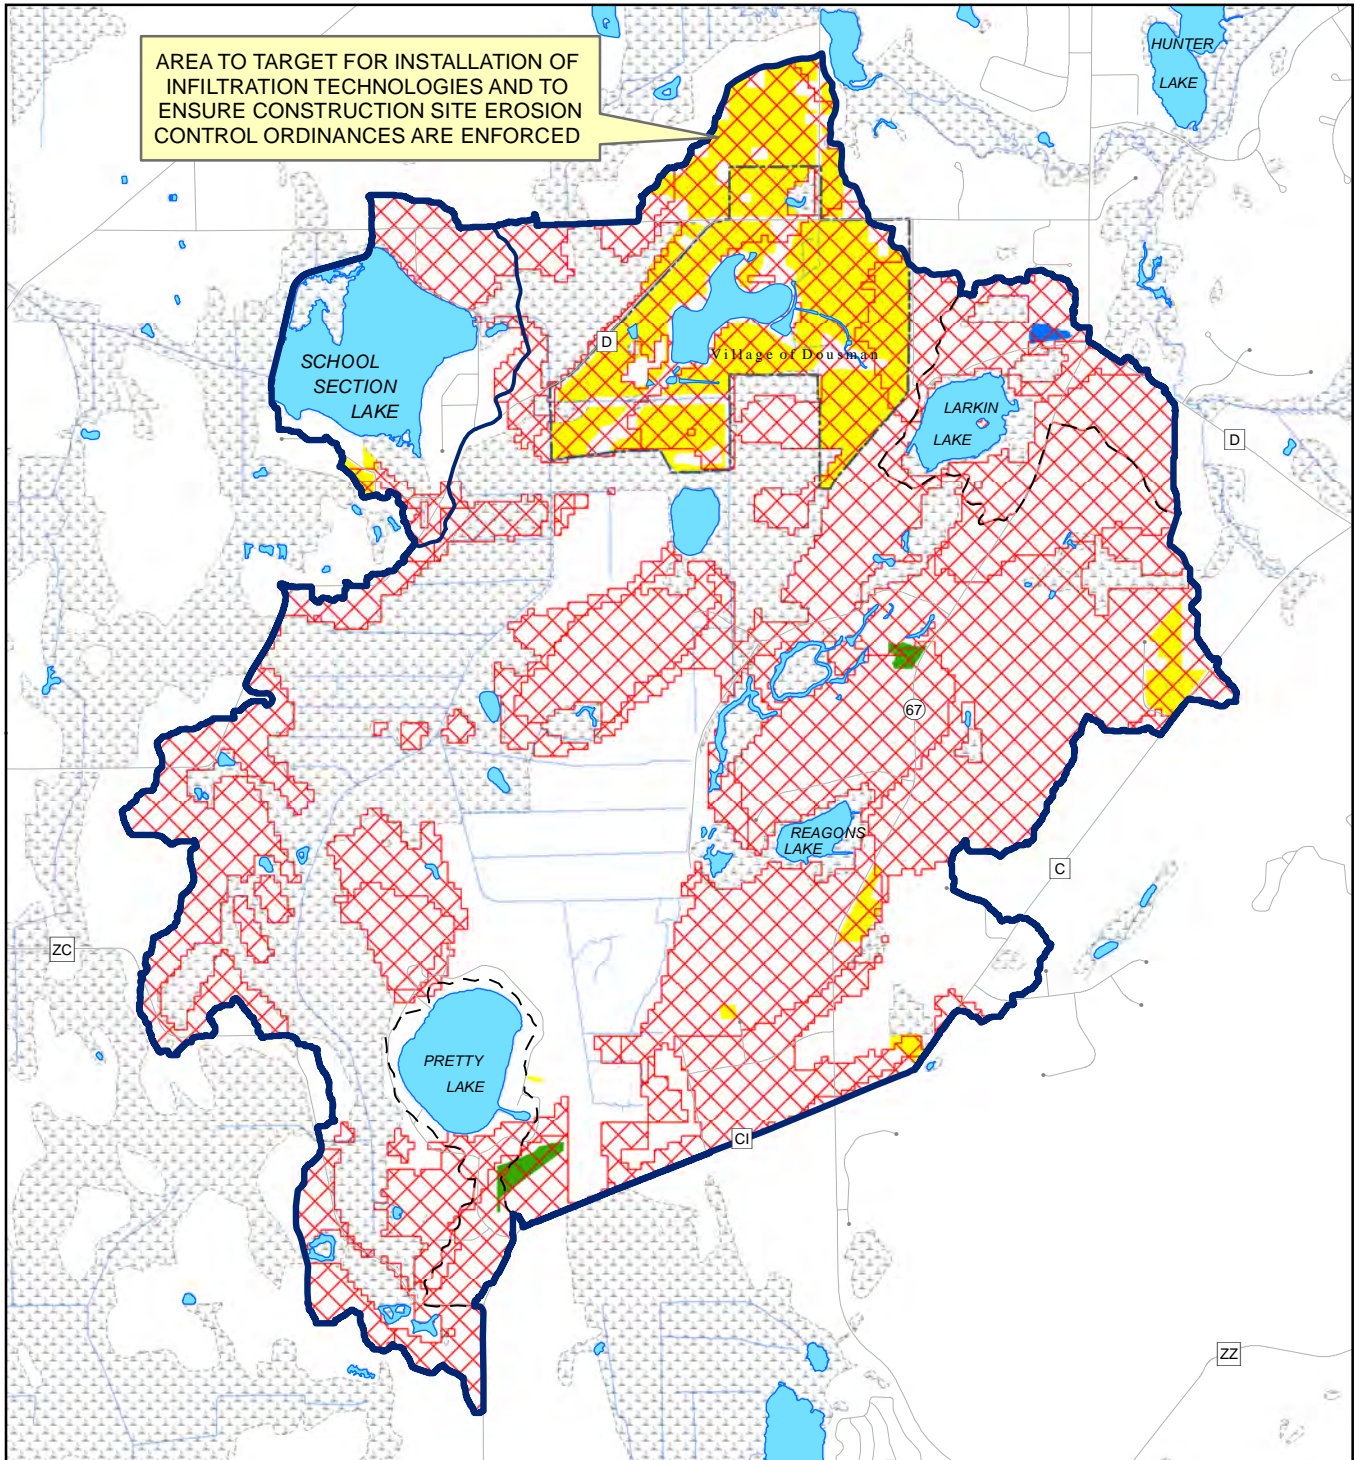 AREA TO TARGET FOR INSTALLATION OF
INFILTRATION TECHNOLOGIES AND TO
ENSURE CONSTRUCTION SITE EROSION
CONTROL ORDINANCES ARE ENFORCED
HUNTER
LAKE
SCHOOL
SECTION
LAKE
D
Village of Dousman
LARKIN
LAKE
D
67
REAGONS
LAKE
C
ZC
PRETTY
LAKE
CI
ZZ